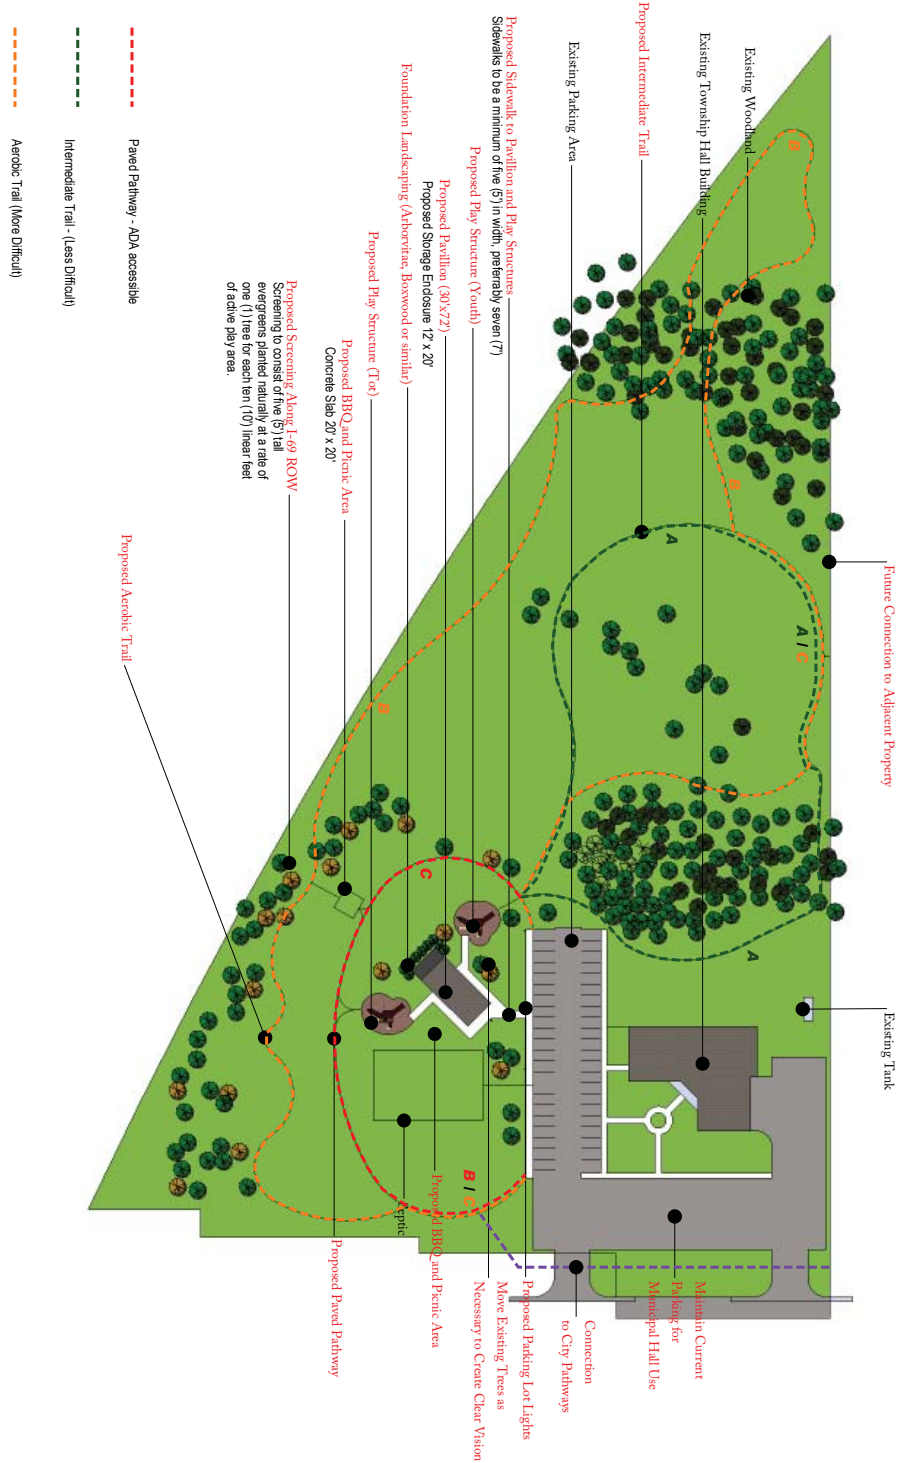 Future Connection to Adjacent Property
Existing Tank
Existing Woodland
Existing Township Hall Building
Proposed Intermediate Trail
Existing Parking Area
Proposed Sidewalk to Pavillion and Play Structures
Sidewalks to be a minimum of five (5') in width, preferrably seven (7')
Proposed Play Structure (Youth)
Proposed Pavillion (30'x72')
Proposed Storage Enclosure 12' x 20'
Foundation Landscaping (Arborvitae, Boxwood or similar)
Proposed Play Structure (Tot)
Proposed BBQ and Picnic Area
Concrete Slab 20' x 20'
Proposed Screening Along I-69 ROW
Screening to consist of five (5') tall
evergreens planted naturally at a rate of
one (1) tree for each ten (10') linear feet
of active play area.
Proposed Aerobic Trail
Maintain Current
Parking for
Municipal Hall Use
Connection
to City Pathways
Proposed Parking Lot Lights
Move Existing Trees as
Necessary to Create Clear Vision
Proposed BBQ and Picnic Area
eptic
Proposed Paved Pathway
B
B
A
A / C
B
C
A
B / C
Paved Pathway - ADA accessible
Intermediate Trail - (Less Difficult)
Aerobic Trail (More Difficult)